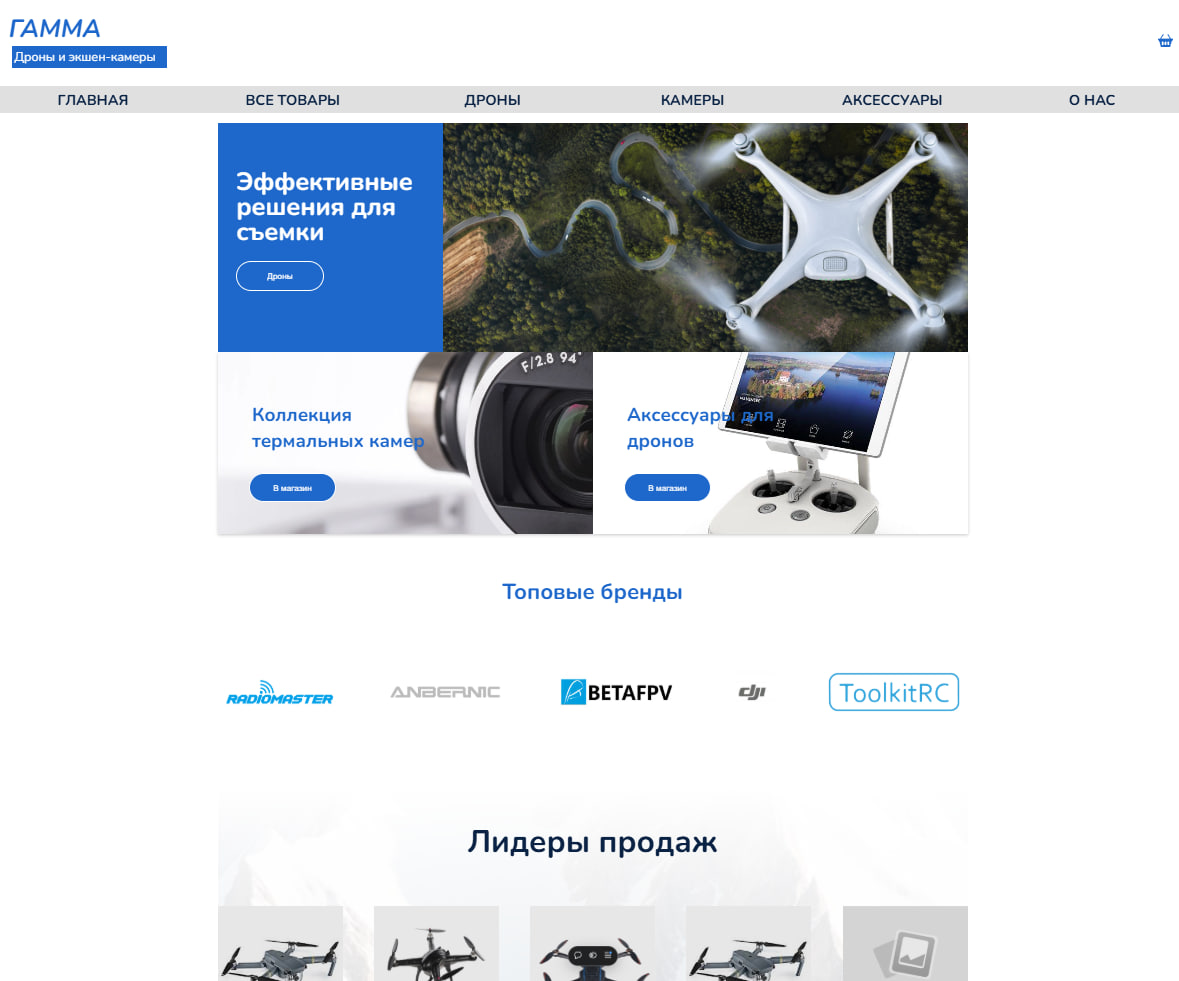 ГАММА
Дроны и экшен-камеры
ГЛАВНАЯ
ВСЕ ТОВАРЫ
ДРОНЫ
КАМЕРЫ
АКСЕССУАРЫ
О НАС
Эффективные
решения для
съемки
Дроны
F/2.8 94°
Коллекция
термальных камер
В магазин
Аксессуары для
дронов
В магазин
Топовые бренды
RADIOMASTER
ANBERNIC
BETAFPV
dji
ToolkitRC
Лидеры продаж